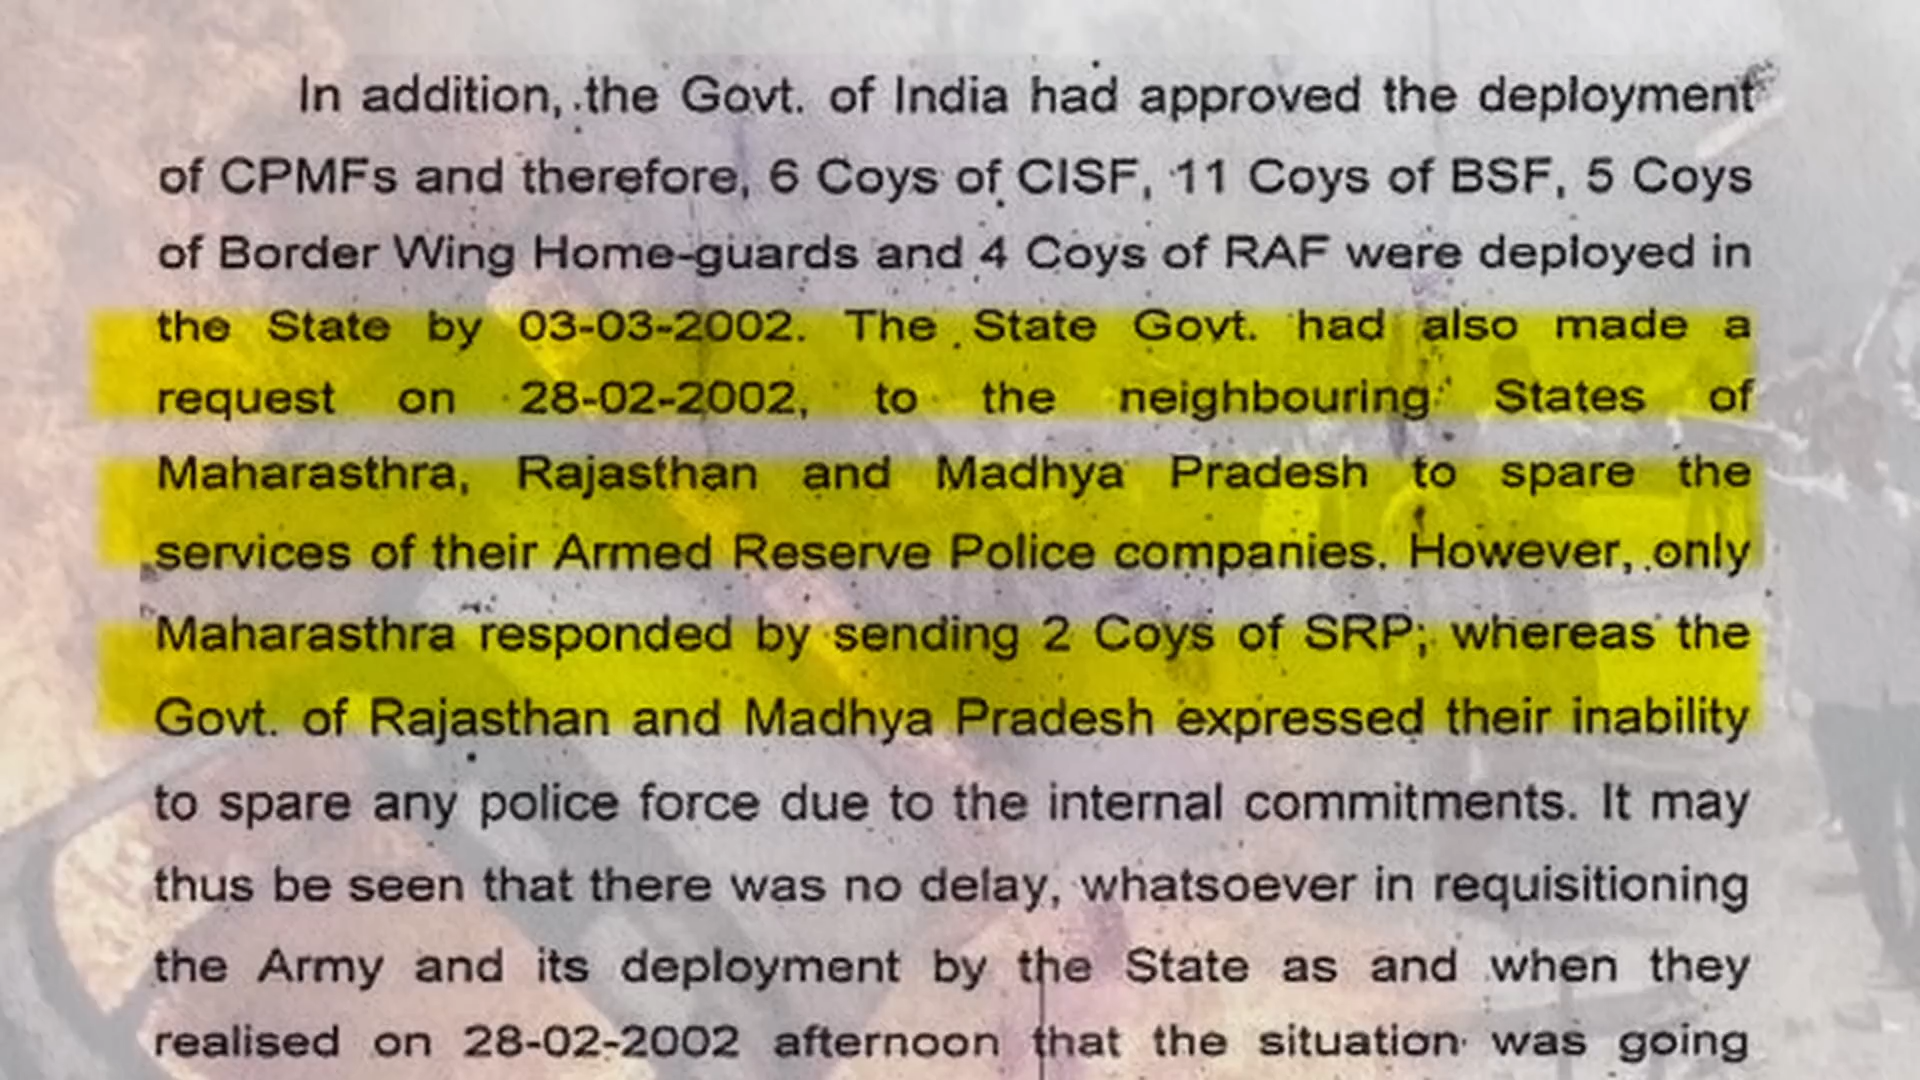 In addition, the Govt. of India had approved the deployment
of CPMFs and therefore, 6 Coys of CISF, 11 Coys of BSF, 5 Coys
of Border Wing Home-guards and 4 Coys of RAF were deployed in
the State by 03-03-2002. The State Govt. had also made a
request on 28-02-2002, to the neighbouring States of
Maharasthra, Rajasthan and Madhya Pradesh to spare the
services of their Armed Reserve Police companies. However, only
Maharasthra responded by sending 2 Coys of SRP; whereas the
Govt. of Rajasthan and Madhya Pradesh expressed their inability
to spare any police force due to the internal commitments. It may
thus be seen that there was no delay, whatsoever in requisitioning
the Army and its deployment by the State as and when they
realised on 28-02-2002 afternoon that the situation was going